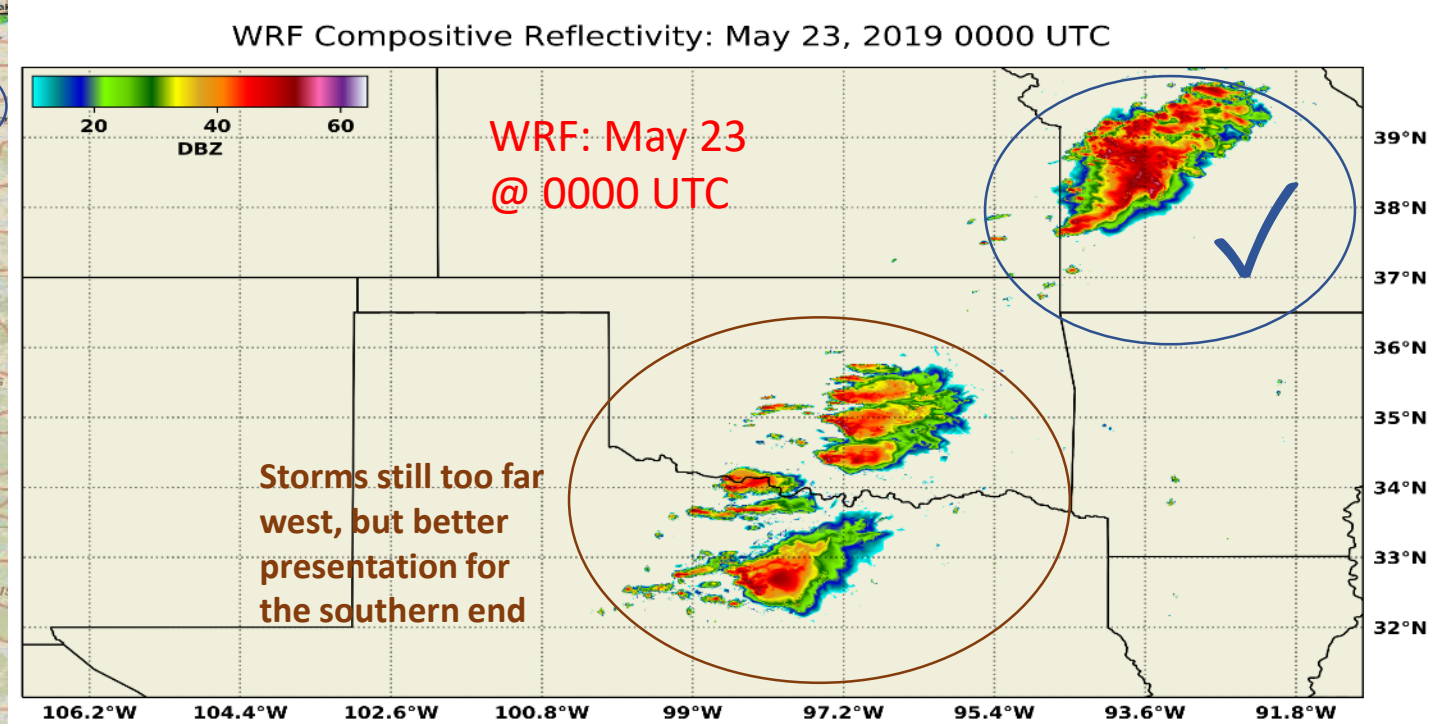 WRF Compositive Reflectivity: May 23, 2019 0000 UTC
20 40 60
DBZ
WRF: May 23
@ 0000 UTC
39°N
38°N
37°N
36°N
35°N
34°N
33°N
32°N
Storms still too far
west, but better
presentation for
the southern end
106.2°W 104.4°W 102.6°W 100.8°W 99°W 97.2°W 95.4°W 93.6°W 91.8°W